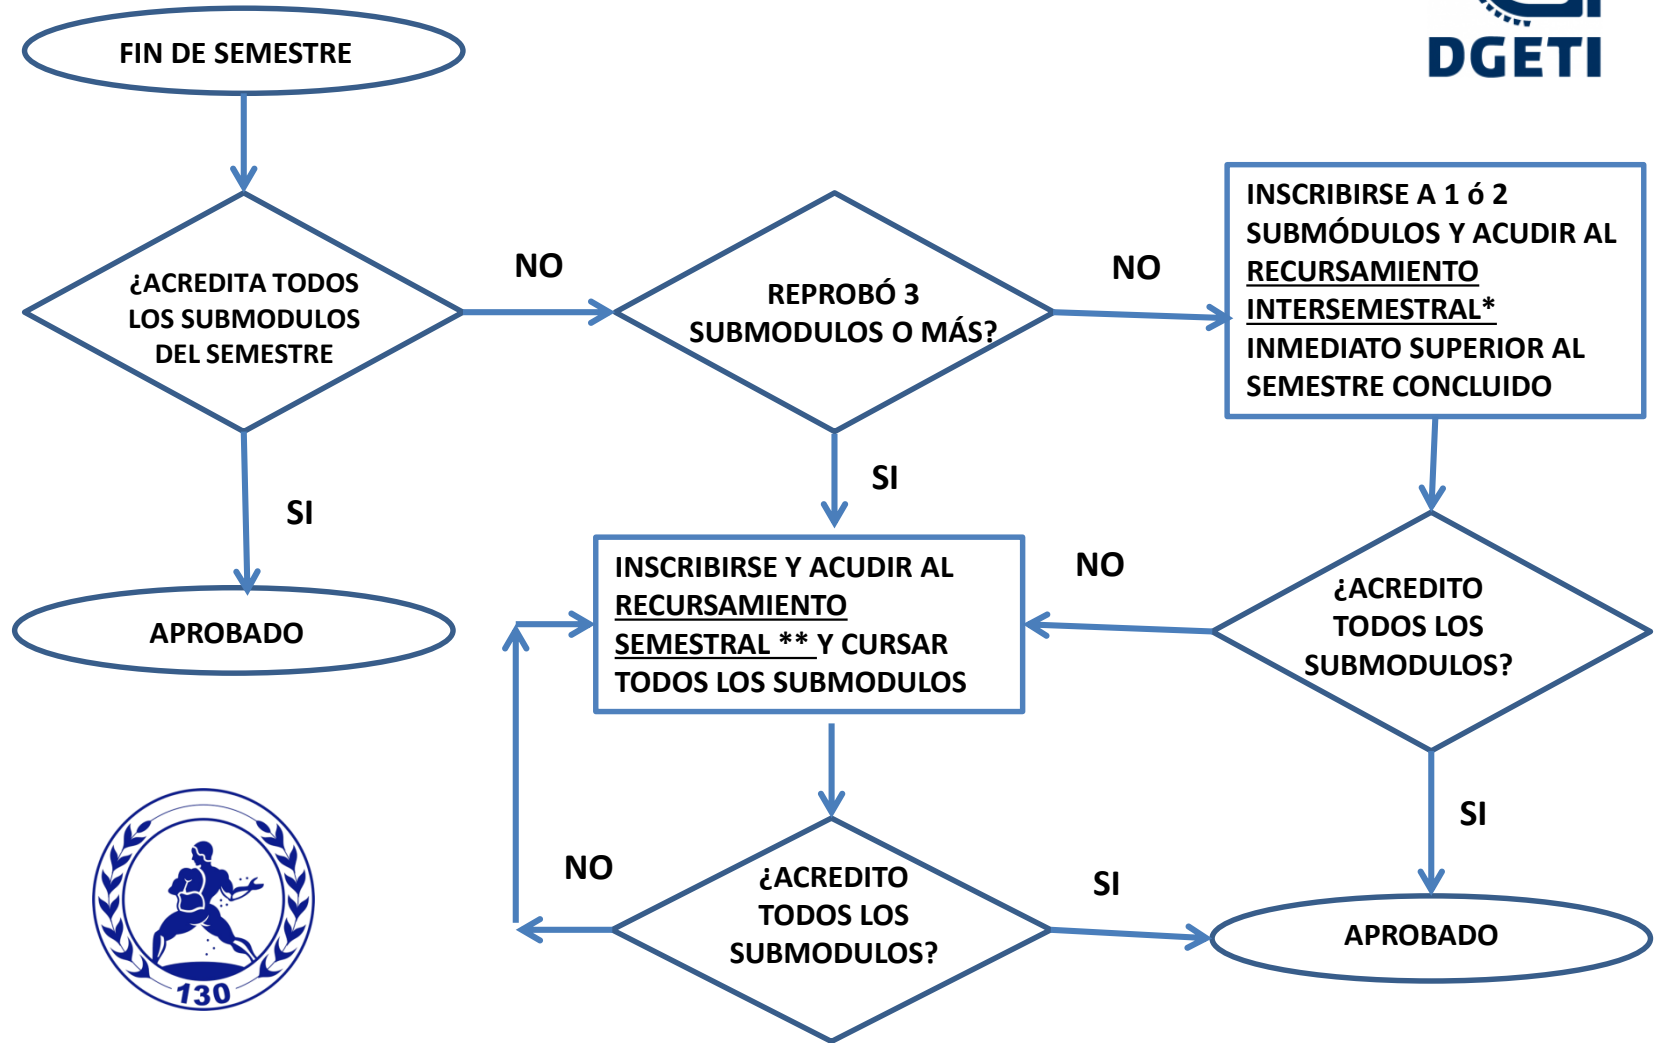 FIN DE SEMESTRE
DGETI
¿ACREDITA TODOS
LOS SUBMODULOS
DEL SEMESTRE
NO
REPROBÓ 3
SUBMODULOS O MÁS?
NO
INSCRIBIRSE A 1 ó 2
SUBMÓDULOS Y ACUDIR AL
RECURSAMIENTO
INTERSEMESTRAL*
INMEDIATO SUPERIOR AL
SEMESTRE CONCLUIDO
SI
SI
APROBADO
INSCRIBIRSE Y ACUDIR AL
RECURSAMIENTO
SEMESTRAL ** Y CURSAR
TODOS LOS SUBMODULOS
NO
¿ACREDITO
TODOS LOS
SUBMODULOS?
SI
NO
¿ACREDITO
TODOS LOS
SUBMODULOS?
SI
APROBADO
130